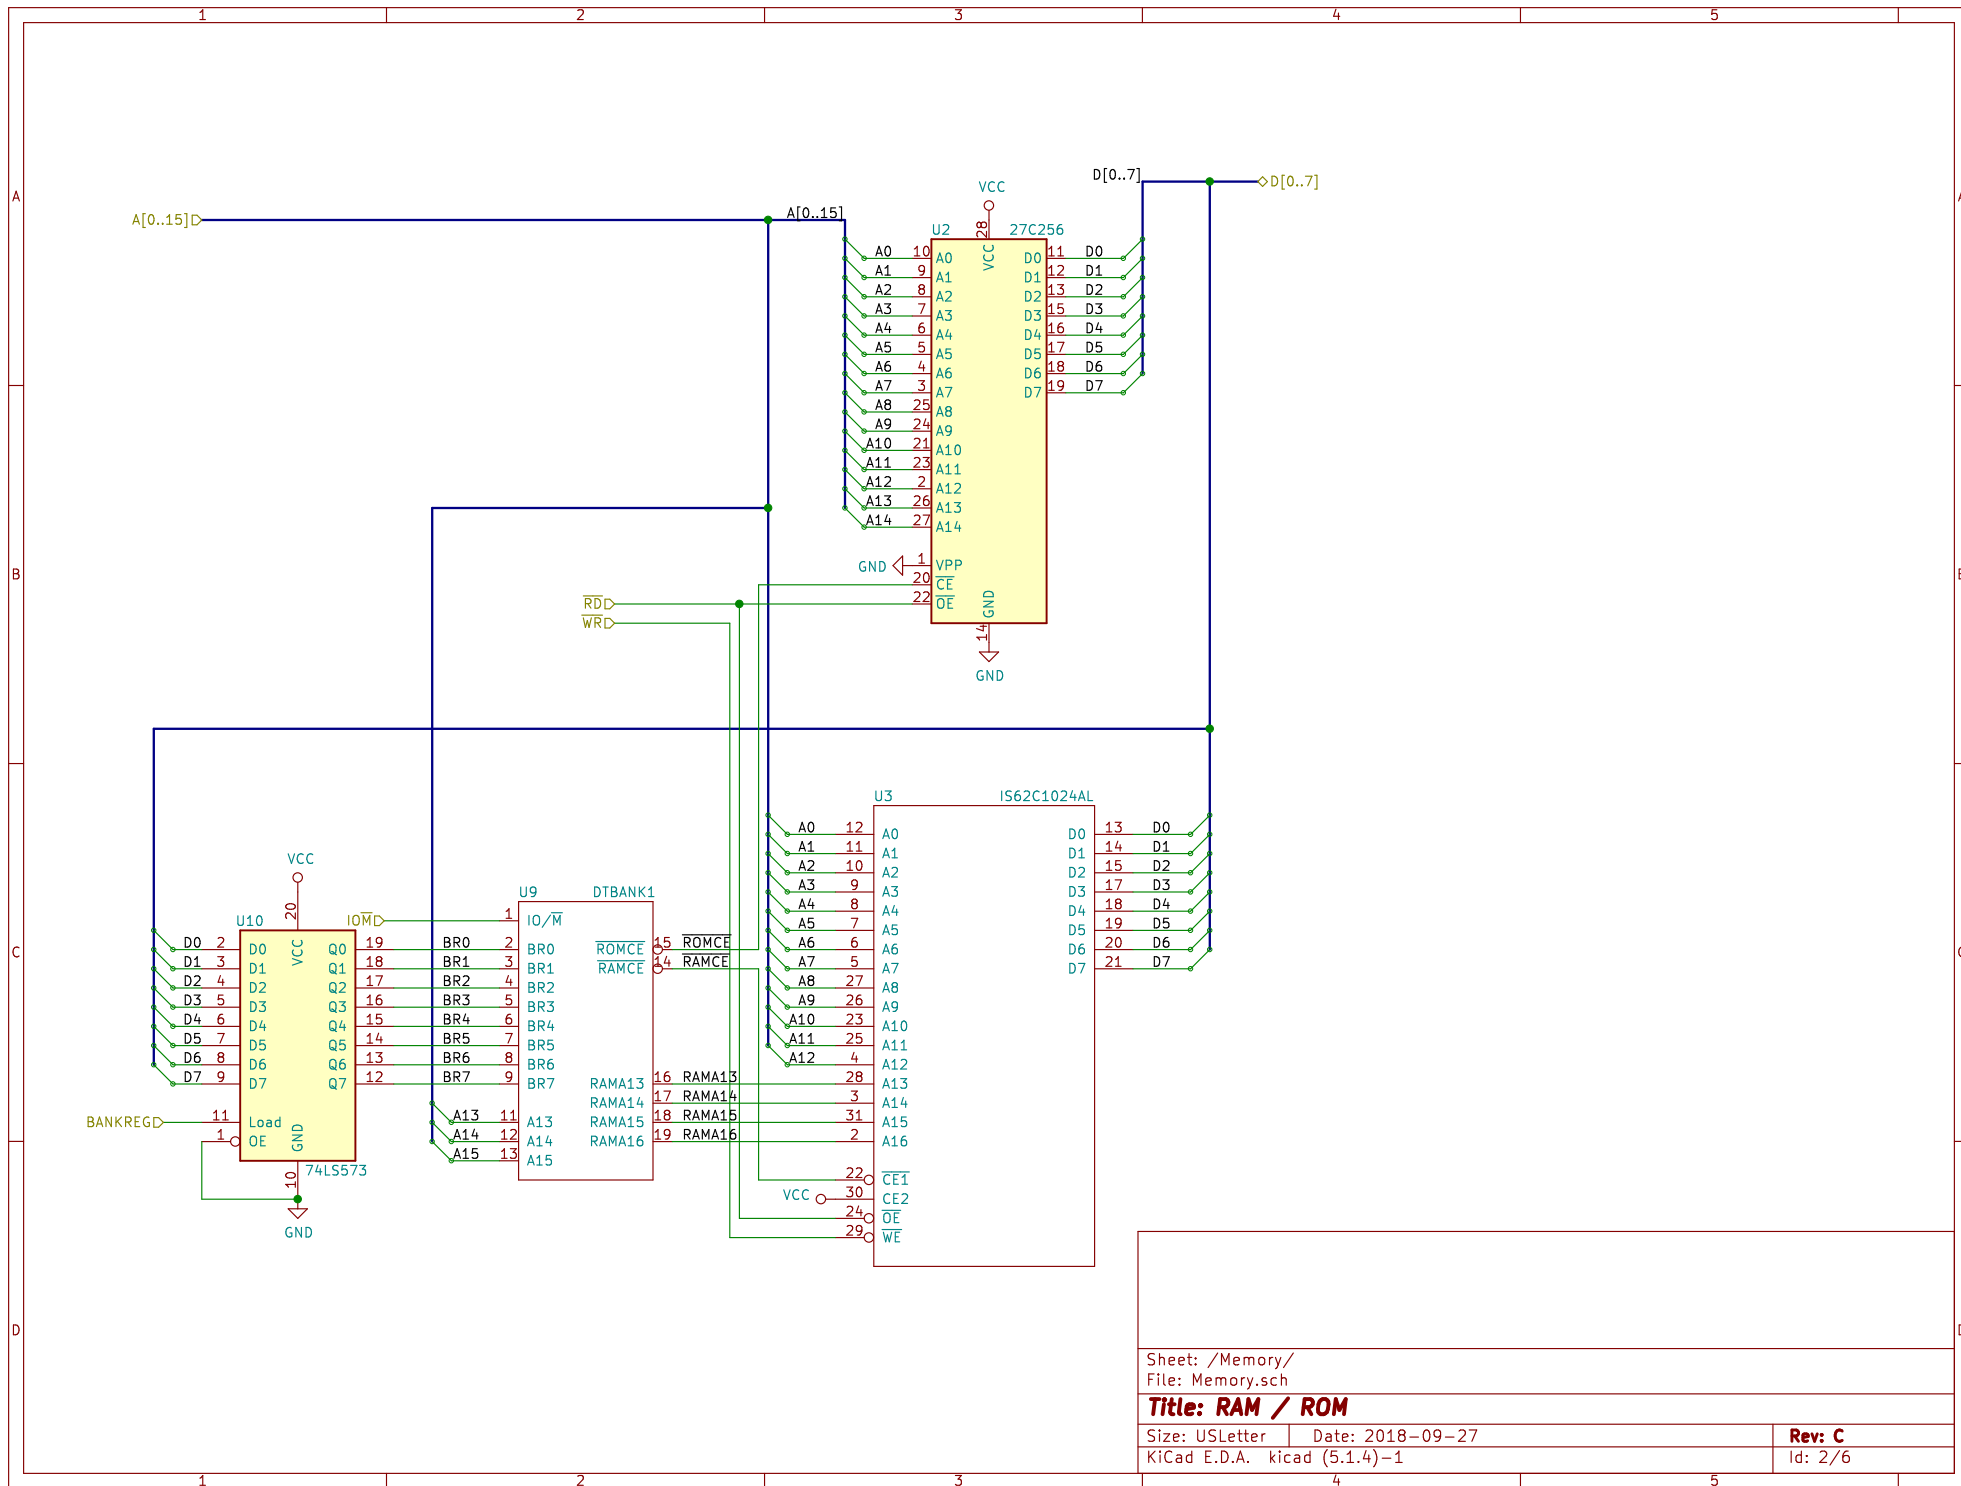 1 2 3 4 5
A
B
C
D
A[0..15]
A[0..15]
D[0..7]
D[0..7]
VCC
U2 27C256
28 VCC
A0 10 A0 D0 11 D0
A1 9 A1 D1 12 D1
A2 8 A2 D2 13 D2
A3 7 A3 D3 15 D3
A4 6 A4 D4 16 D4
A5 5 A5 D5 17 D5
A6 4 A6 D6 18 D6
A7 3 A7 D7 19 D7
A8 25 A8
A9 24 A9
A10 21 A10
A11 23 A11
A12 2 A12
A13 26 A13
A14 27 A14
GND 1 VPP
20 CE
RD 22 OE
WR
GND 14
GND
U3 IS62C1024AL
A0 12 A0 D0 13 D0
A1 11 A1 D1 14 D1
A2 10 A2 D2 15 D2
A3 9 A3 D3 17 D3
A4 8 A4 D4 18 D4
A5 7 A5 D5 19 D5
A6 6 A6 D6 20 D6
A7 5 A7 D7 21 D7
A8 27 A8
A9 26 A9
A10 23 A10
A11 25 A11
A12 4 A12
28 A13
3 A14
31 A15
2 A16
22 CE1
VCC 30 CE2
24 OE
29 WE
VCC
U10
20 VCC
D0 2 D0 Q0 19 BR0
D1 3 D1 Q1 18 BR1
D2 4 D2 Q2 17 BR2
D3 5 D3 Q3 16 BR3
D4 6 D4 Q4 15 BR4
D5 7 D5 Q5 14 BR5
D6 8 D6 Q6 13 BR6
D7 9 D7 Q7 12 BR7
BANKREG 11 Load
1 OE
GND 10
74LS573
GND
U9 DTBANK1
IOM 1 IO/M
2 BR0 ROMCE 15 ROMCE
3 BR1 RAMCE 14 RAMCE
4 BR2
5 BR3
6 BR4
7 BR5
8 BR6
9 BR7 RAMA13 16 RAMA13
RAMA14 17 RAMA14
A13 11 A13 RAMA15 18 RAMA15
A14 12 A14 RAMA16 19 RAMA16
A15 13 A15
Sheet: /Memory/
File: Memory.sch
Title: RAM / ROM
Size: USLetter Date: 2018-09-27 Rev: C
KiCad E.D.A. kicad (5.1.4)-1 Id: 2/6
1 2 3 4 5